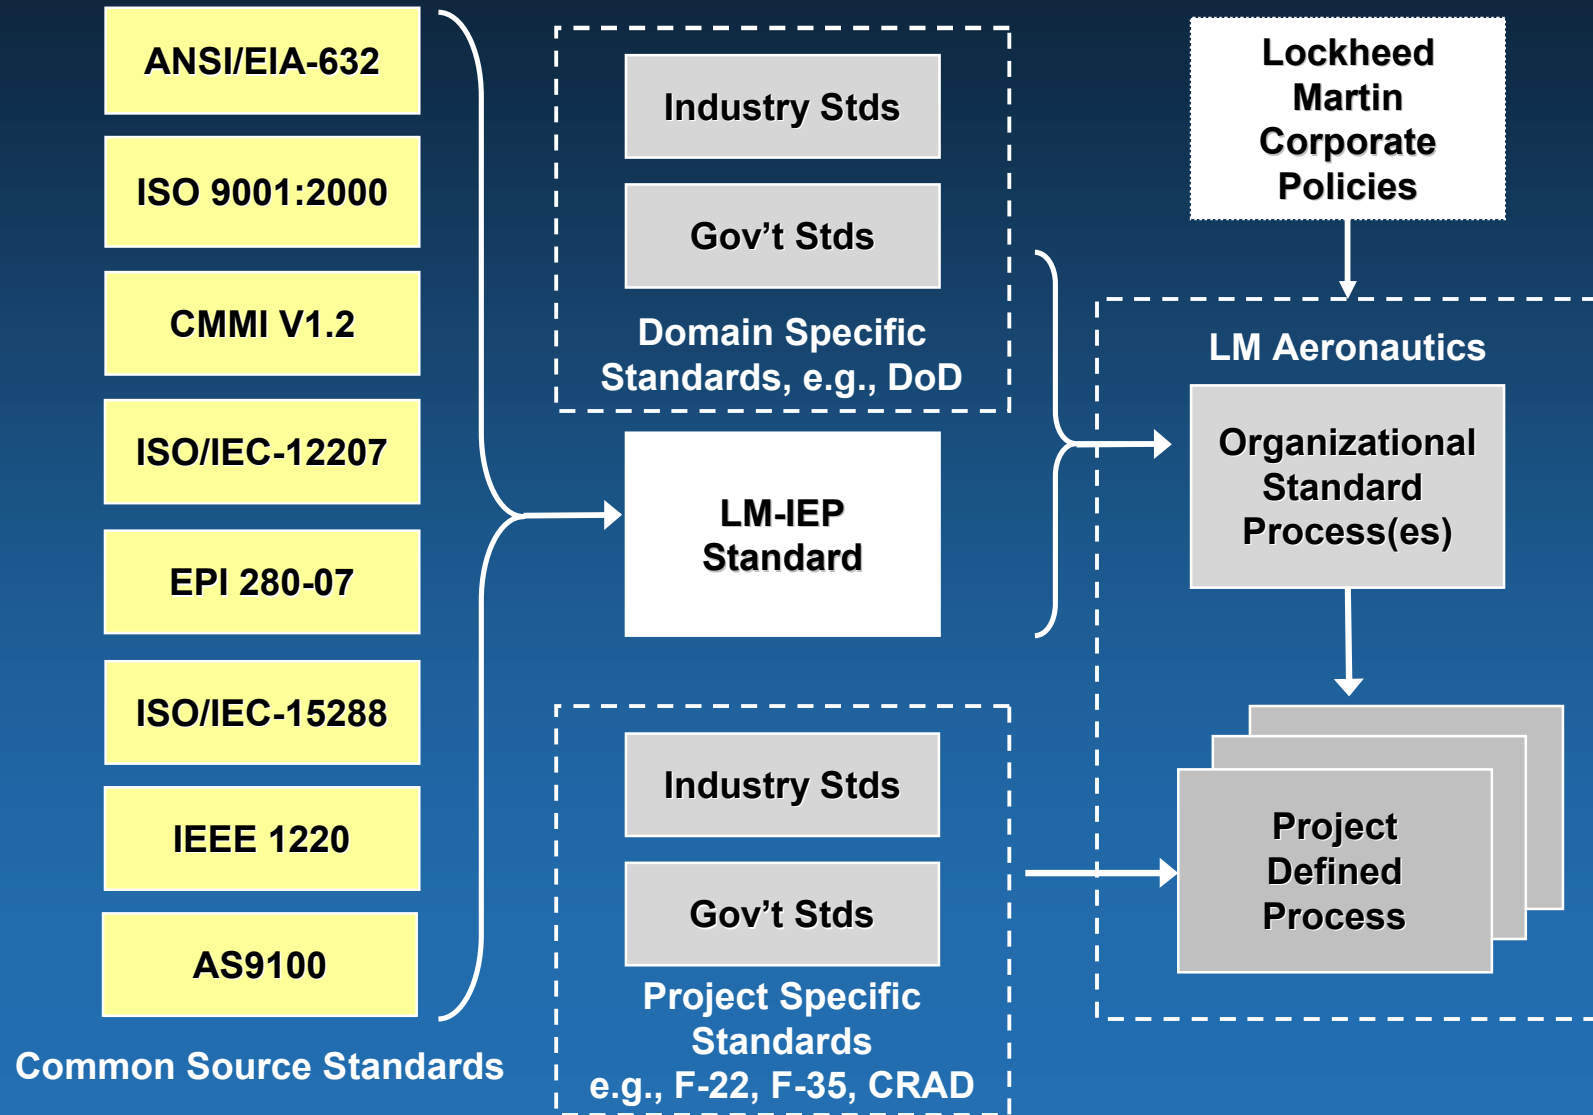 ANSI/EIA-632
ISO 9001:2000
CMMI V1.2
ISO/IEC-12207
EPI 280-07
ISO/IEC-15288
IEEE 1220
AS9100
Common Source Standards
Industry Stds
Gov't Stds
Domain Specific
Standards, e.g., DoD
LM-IEP
Standard
Industry Stds
Gov't Stds
Project Specific
Standards
e.g., F-22, F-35, CRAD
Lockheed
Martin
Corporate
Policies
LM Aeronautics
Organizational
Standard
Process(es)
Project
Defined
Process